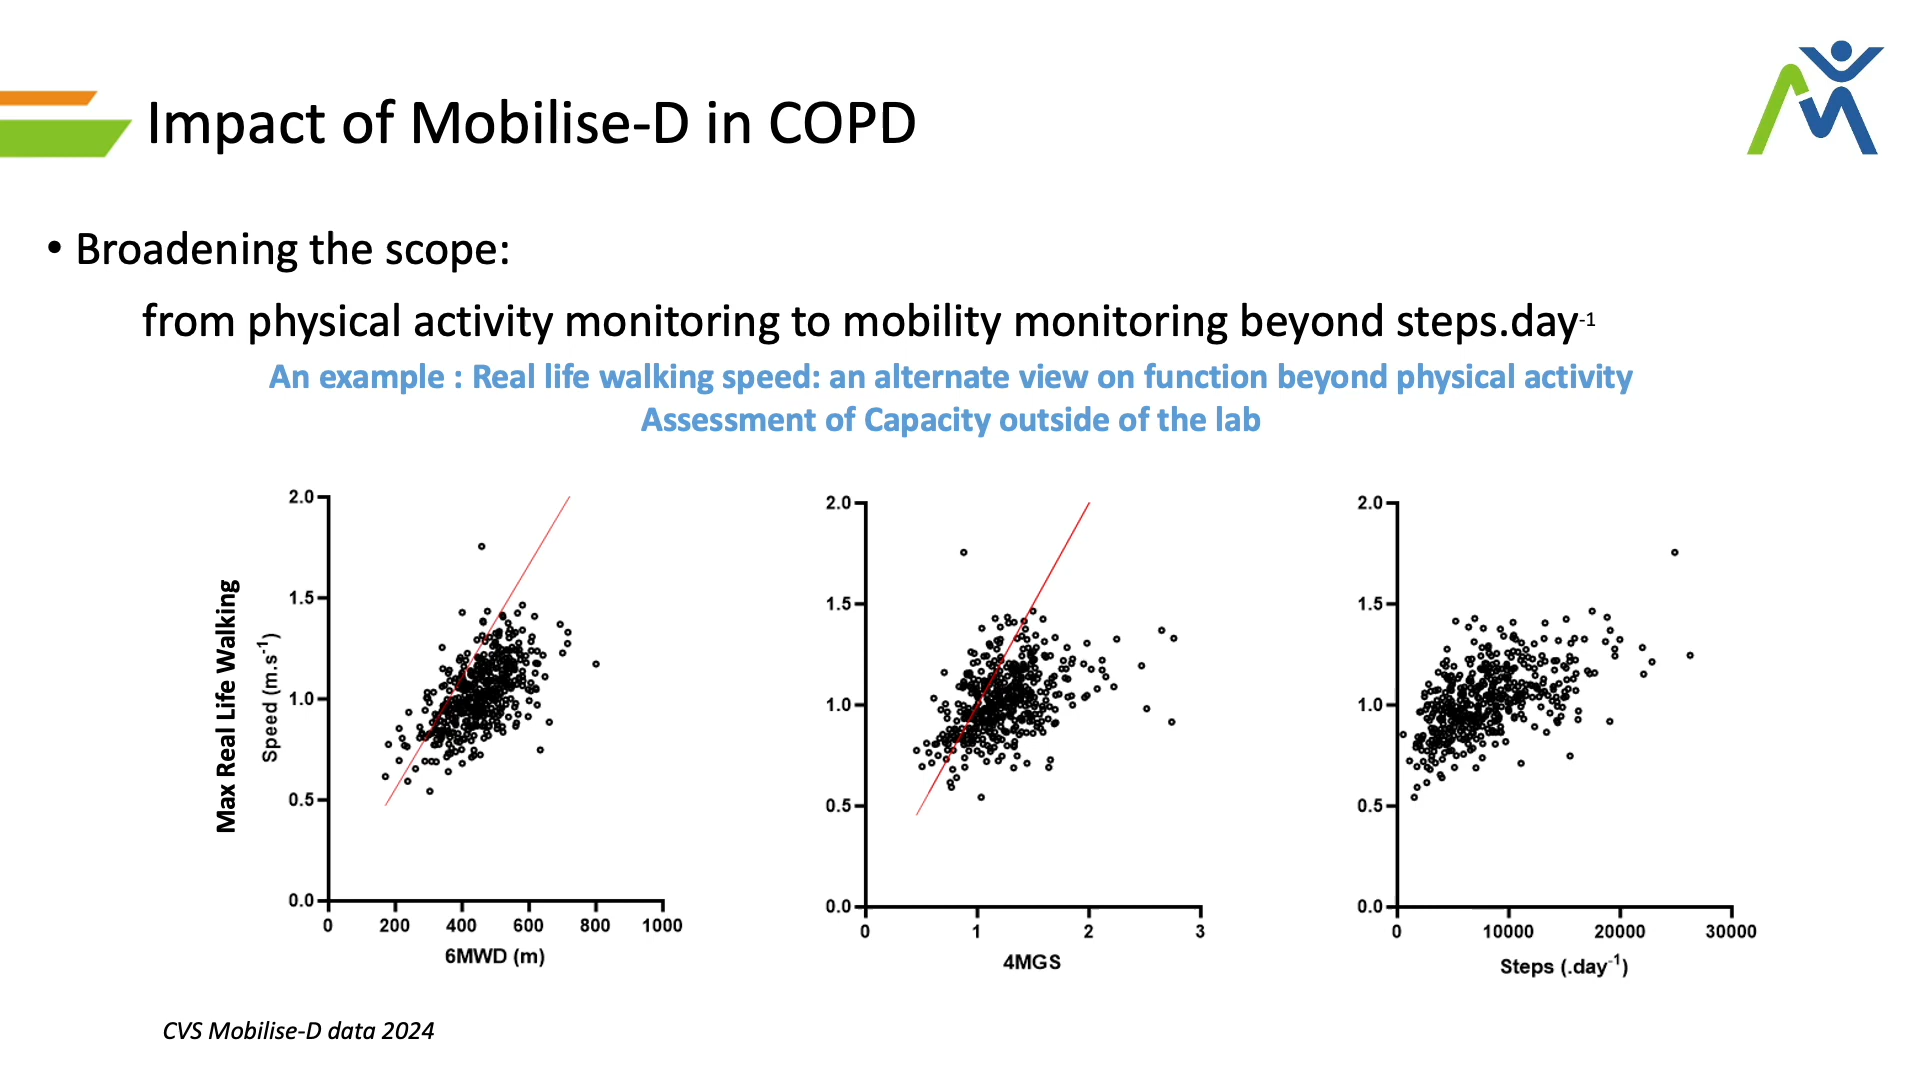 Impact of Mobilise-D in COPD
• Broadening the scope:
from physical activity monitoring to mobility monitoring beyond steps.day-1
An example : Real life walking speed: an alternate view on function beyond physical activity
Assessment of Capacity outside of the lab
Max Real Life Walking
Speed (m.s-1)
2.0
1.5
1.0
0.5
0.0
0 200 400 600 800 1000
6MWD (m)
2.0
1.5
1.0
0.5
0.0
0 1 2 3
4MGS
2.0
1.5
1.0
0.5
0.0
0 10000 20000 30000
Steps (.day-1)
CVS Mobilise-D data 2024